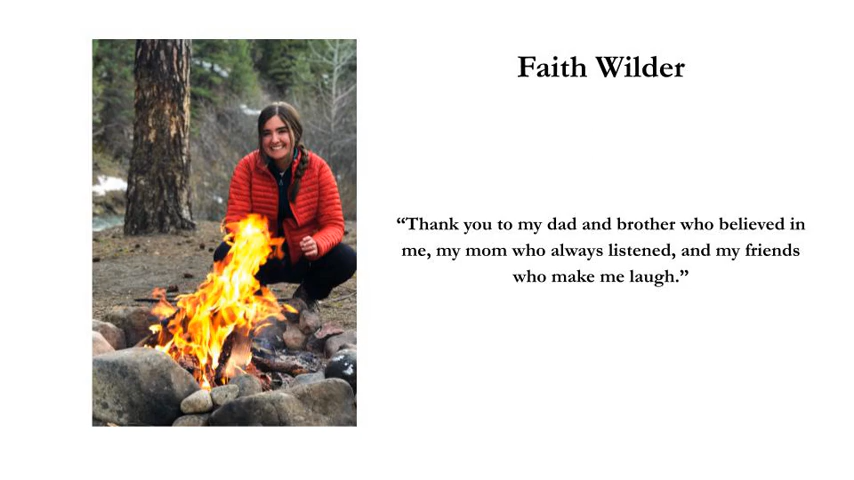 Faith Wilder
“Thank you to my dad and brother who believed in
me, my mom who always listened, and my friends
who make me laugh.”